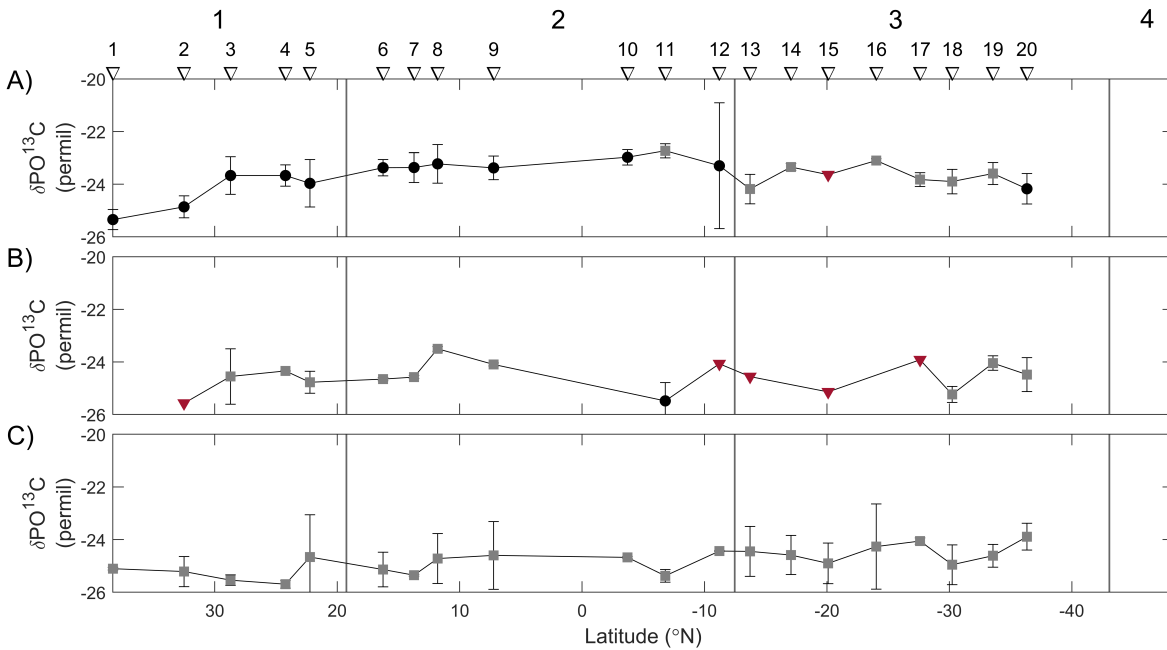 1 2 3 4
1 2 3 4 5 6 7 8 9 10 11 12 13 14 15 16 17 18 19 20
A)
-20
-22
-24
-26
δPO¹³C
(permil)
B)
-20
-22
-24
-26
δPO¹³C
(permil)
C)
-20
-22
-24
-26
δPO¹³C
(permil)
30 20 10 0 -10 -20 -30 -40
Latitude (°N)